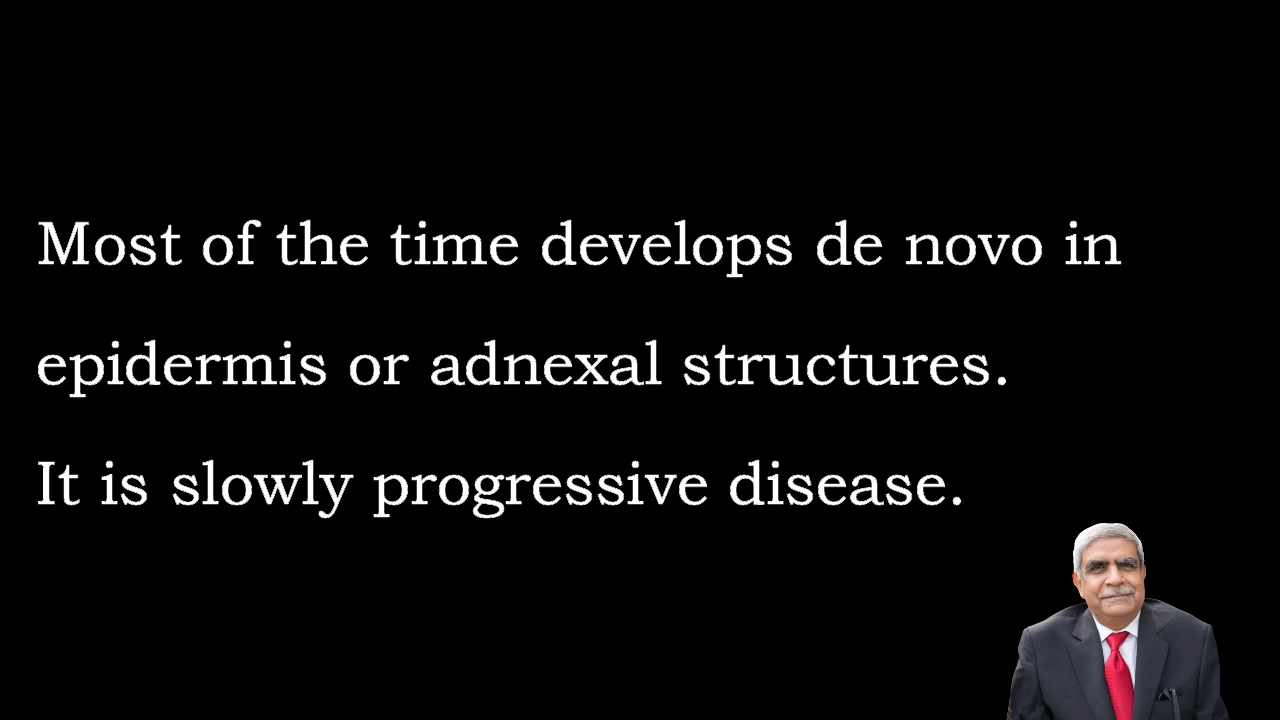 Most of the time develops de novo in
epidermis or adnexal structures.
It is slowly progressive disease.